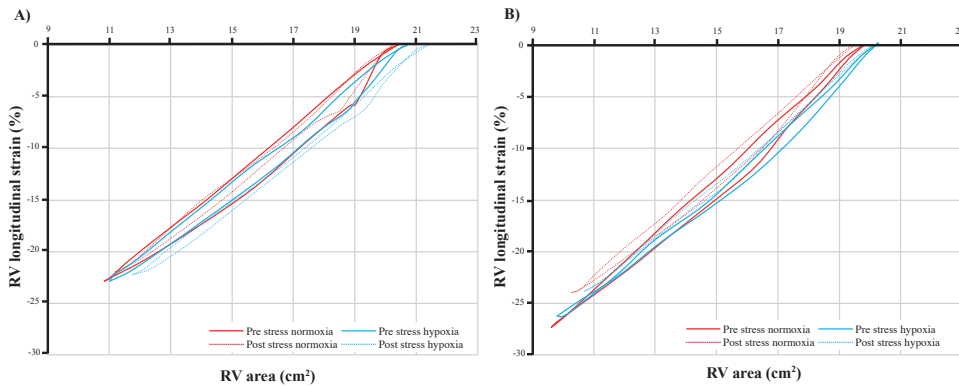 A)
9 11 13 15 17 19 21 23
0
-5
-10
-15
-20
-25
-30
RV longitudinal strain (%)
Pre stress normoxia Pre stress hypoxia
Post stress normoxia Post stress hypoxia
RV area (cm²)
B)
9 11 13 15 17 19 21 23
0
-5
-10
-15
-20
-25
-30
RV longitudinal strain (%)
Pre stress normoxia Pre stress hypoxia
Post stress normoxia Post stress hypoxia
RV area (cm²)